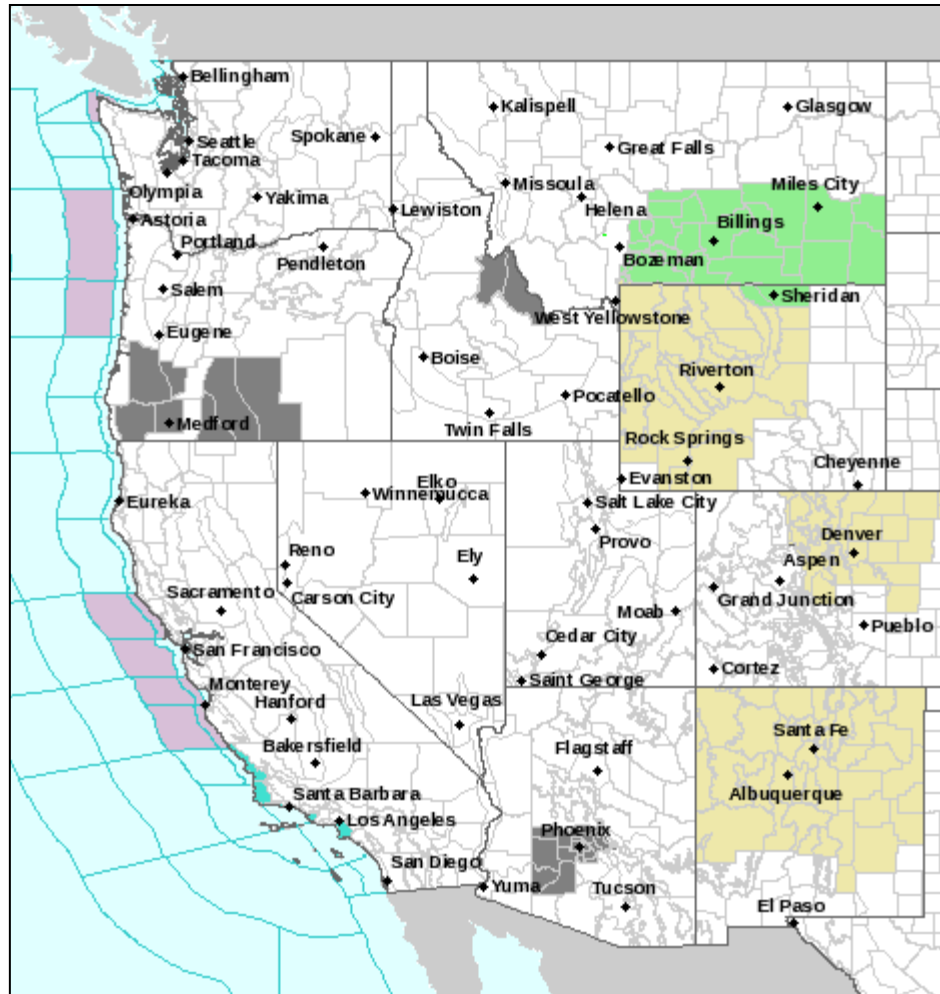 Bellingham
Kalispell
Glasgow
Spokane
Seattle
Great Falls
Tacoma
Missoula
Miles City
Olympia
Yakima
Helena
Lewiston
Astoria
Billings
Portland
Bozeman
Pendleton
Salem
Sheridan
West Yellowstone
Eugene
Boise
Riverton
Pocatello
Medford
Twin Falls
Rock Springs
Cheyenne
Elko
Evanston
Winnemucca
Eureka
Salt Lake City
Denver
Provo
Reno
Ely
Aspen
Sacramento
Carson City
Grand Junction
Moab
Pueblo
Cedar City
San Francisco
Cortez
Saint George
Monterey
Hanford
Las Vegas
Santa Fe
Bakersfield
Flagstaff
Albuquerque
Santa Barbara
Los Angeles
Phoenix
San Diego
Yuma
Tucson
El Paso